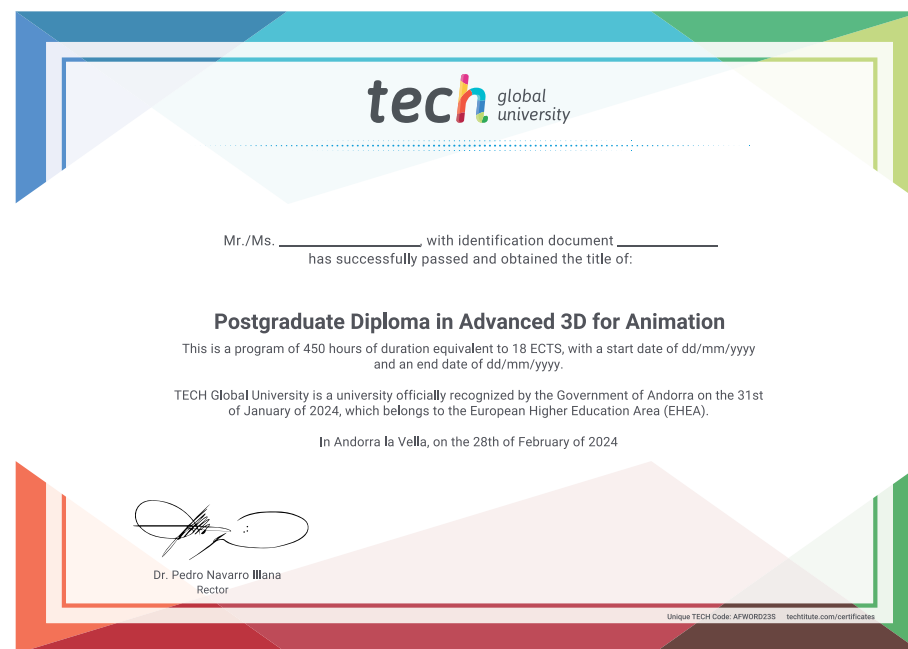 tech global
university
Mr./Ms. ____________, with identification document ____________
has successfully passed and obtained the title of:
Postgraduate Diploma in Advanced 3D for Animation
This is a program of 450 hours of duration equivalent to 18 ECTS, with a start date of dd/mm/yyyy
and an end date of dd/mm/yyyy.
TECH Global University is a university officially recognized by the Government of Andorra on the 31st
of January of 2024, which belongs to the European Higher Education Area (EHEA).
In Andorra la Vella, on the 28th of February of 2024
Dr. Pedro Navarro Illana
Rector
Unique TECH Code: AFWORD23S techtitute.com/certificates